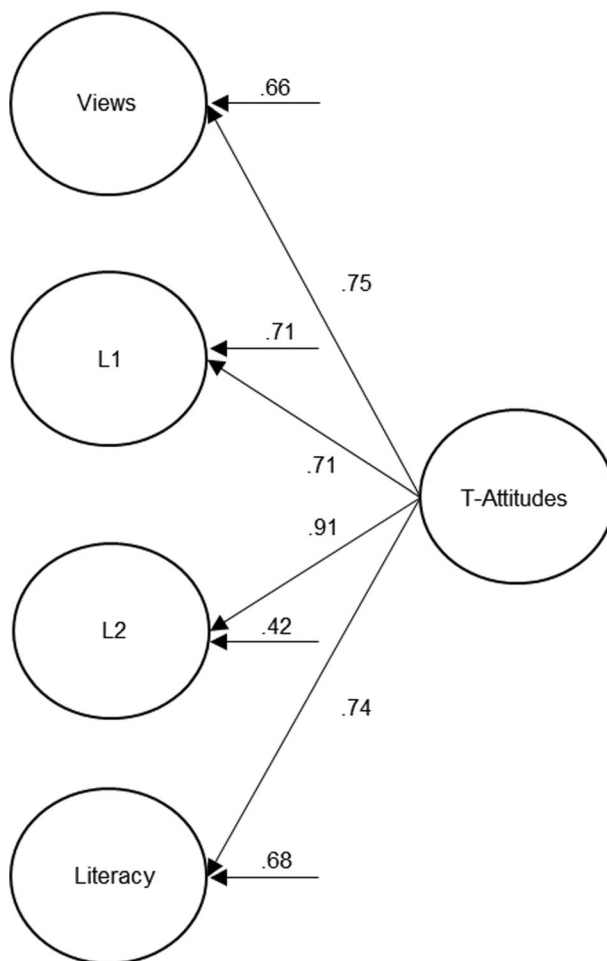 Views
.66
.75
L1
.71
.71
T-Attitudes
.91
L2
.42
.74
Literacy
.68